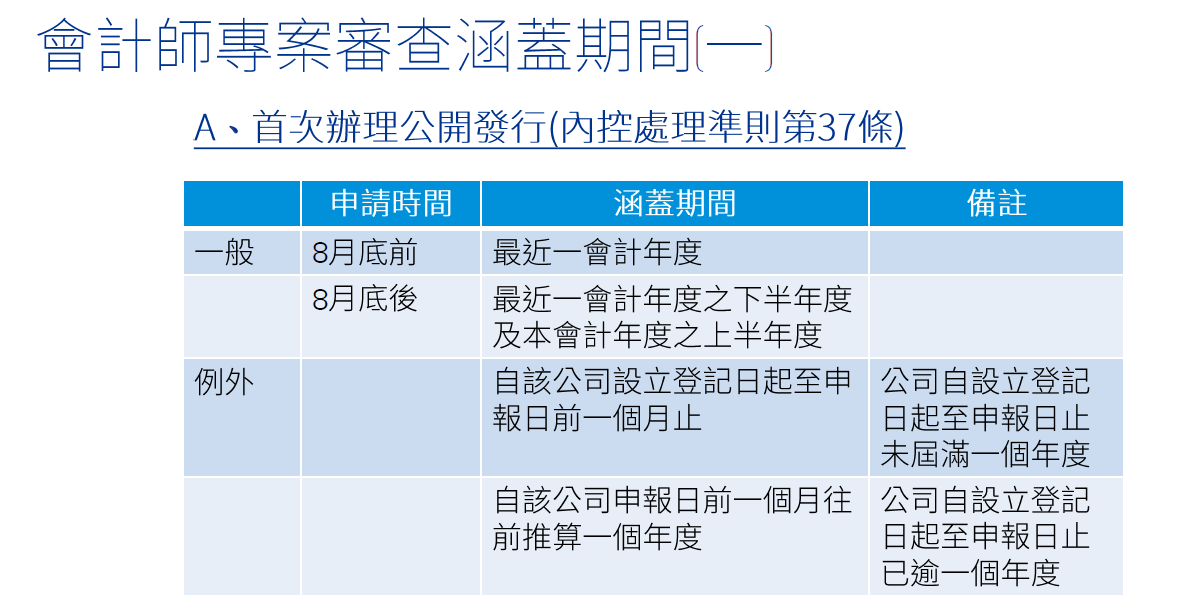 會計師專案審查涵蓋期間(一)
A、首次辦理公開發行(內控處理準則第37條)
申請時間 涵蓋期間 備註
一般 8月底前 最近一會計年度
8月底後 最近一會計年度之下半年度
及本會計年度之上半年度
例外 自該公司設立登記日起至申
報日前一個月止
公司自設立登記
日起至申報日止
未屆滿一個年度
自該公司申報日前一個月往
前推算一個年度
公司自設立登記
日起至申報日止
已逾一個年度